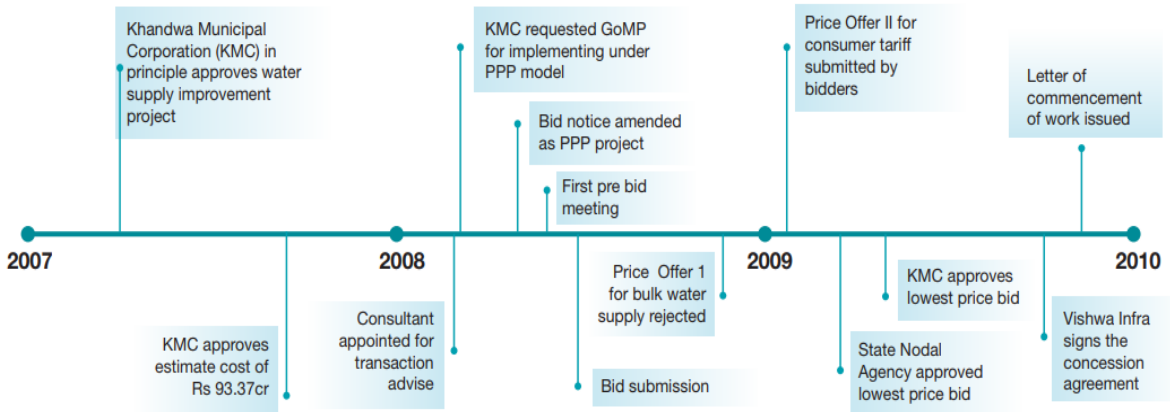 Khandwa Municipal
Corporation (KMC) in
principle approves water
supply improvement
project
KMC requested GoMP
for implementing under
PPP model
Bid notice amended
as PPP project
First pre bid
meeting
Price Offer II for
consumer tariff
submitted by
bidders
Letter of
commencement
of work issued
2007
2008
2009
2010
KMC approves
estimate cost of
Rs 93.37cr
Consultant
appointed for
transaction
advise
Bid submission
Price Offer 1
for bulk water
supply rejected
State Nodal
Agency approved
lowest price bid
KMC approves
lowest price bid
Vishwa Infra
signs the
concession
agreement